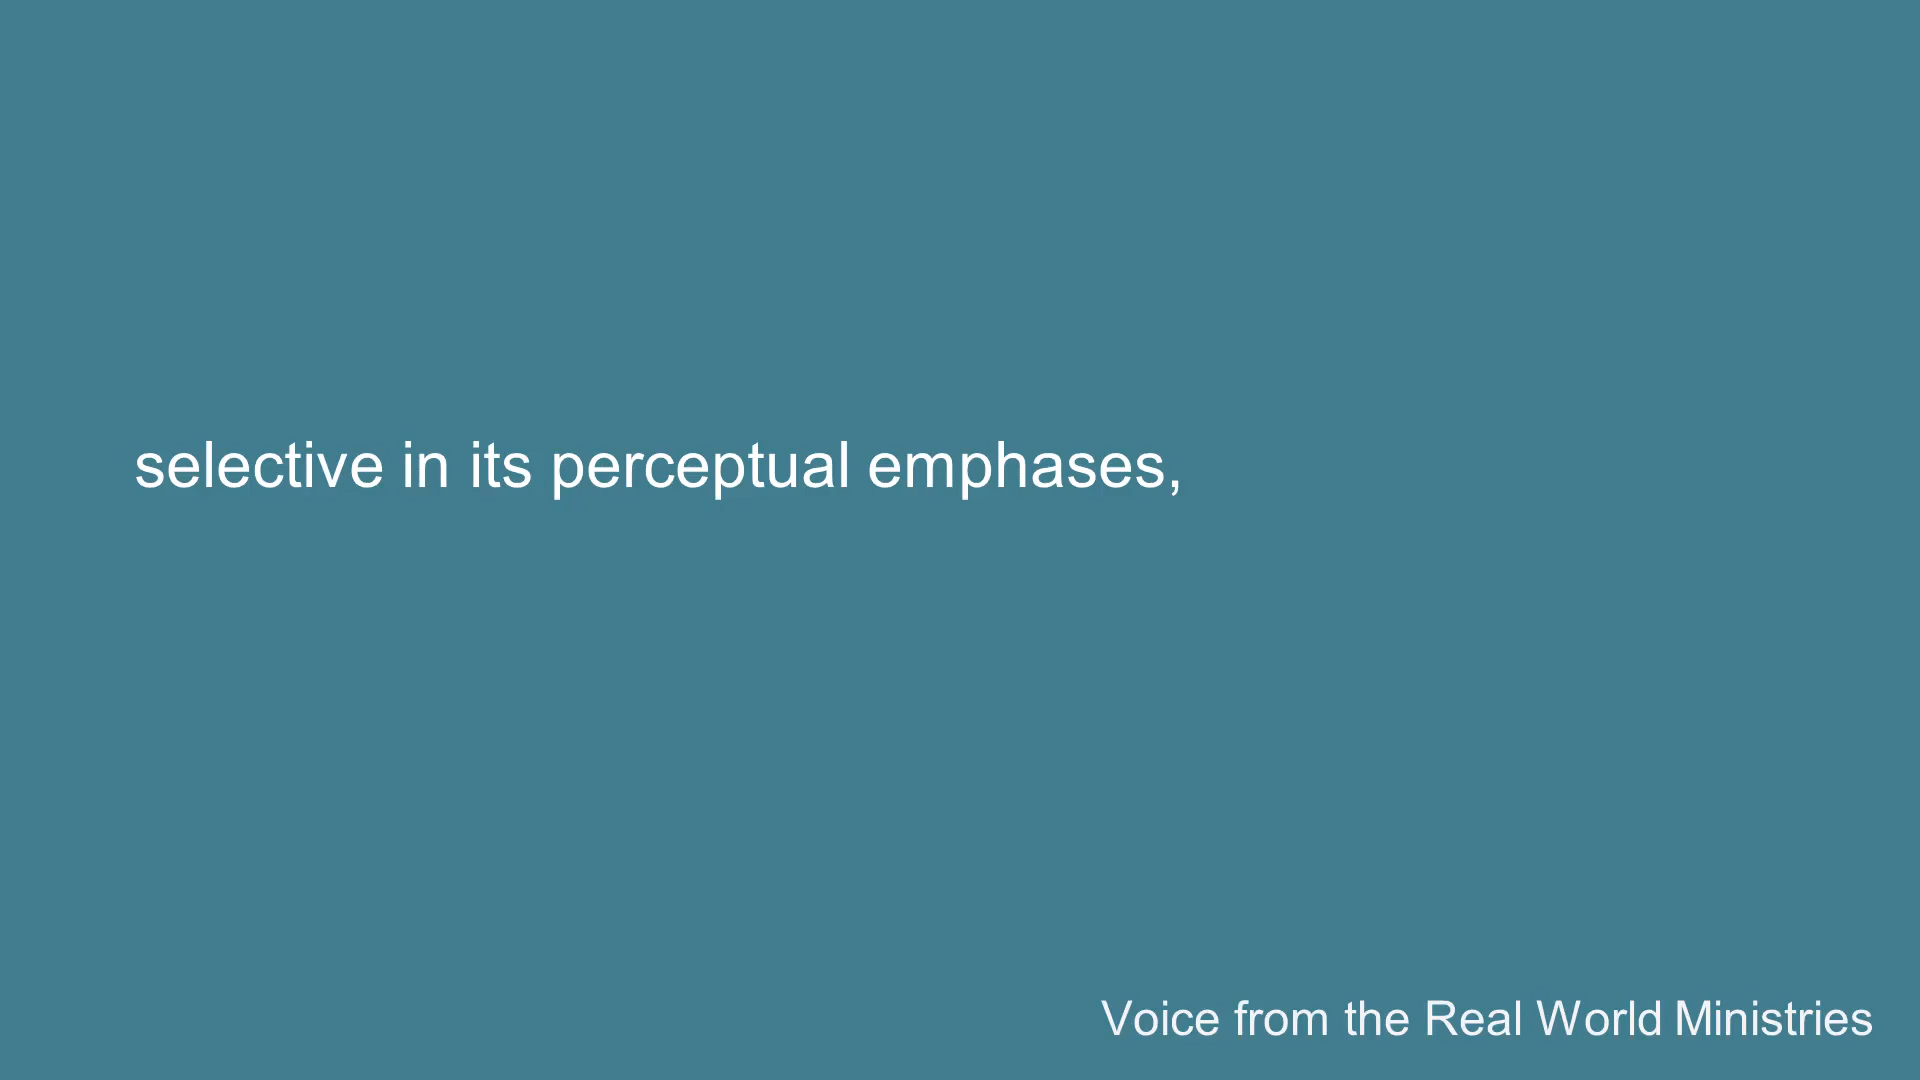 selective in its perceptual emphases,
Voice from the Real World Ministries